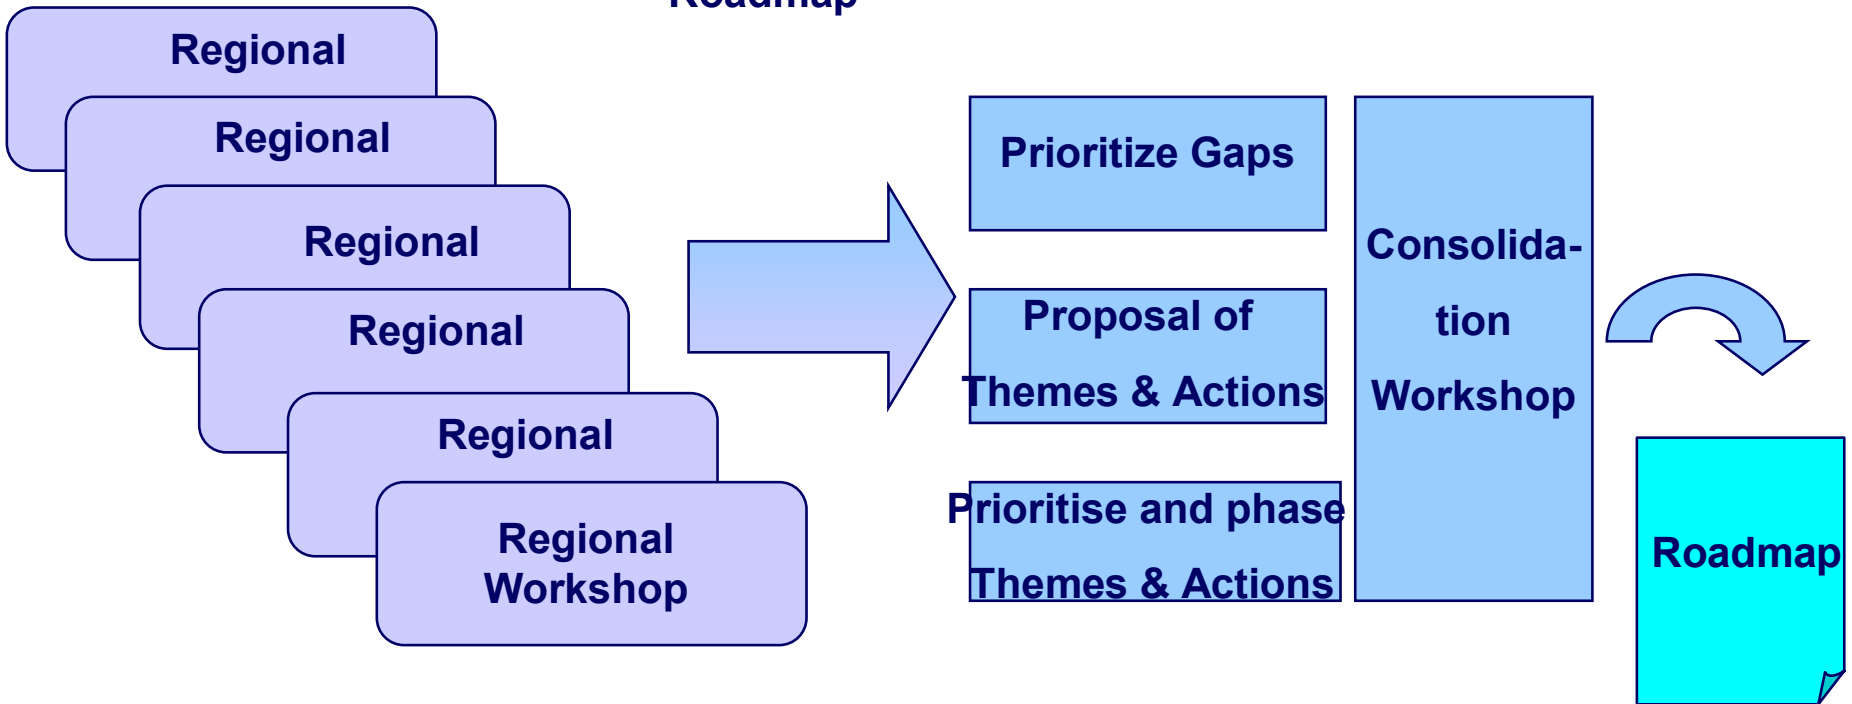 Roadmap
Regional
Regional
Regional
Regional
Regional
Regional
Workshop
Prioritize Gaps
Proposal of
Themes & Actions
Prioritise and phase
Themes & Actions
Consolida-
tion
Workshop
Roadmap